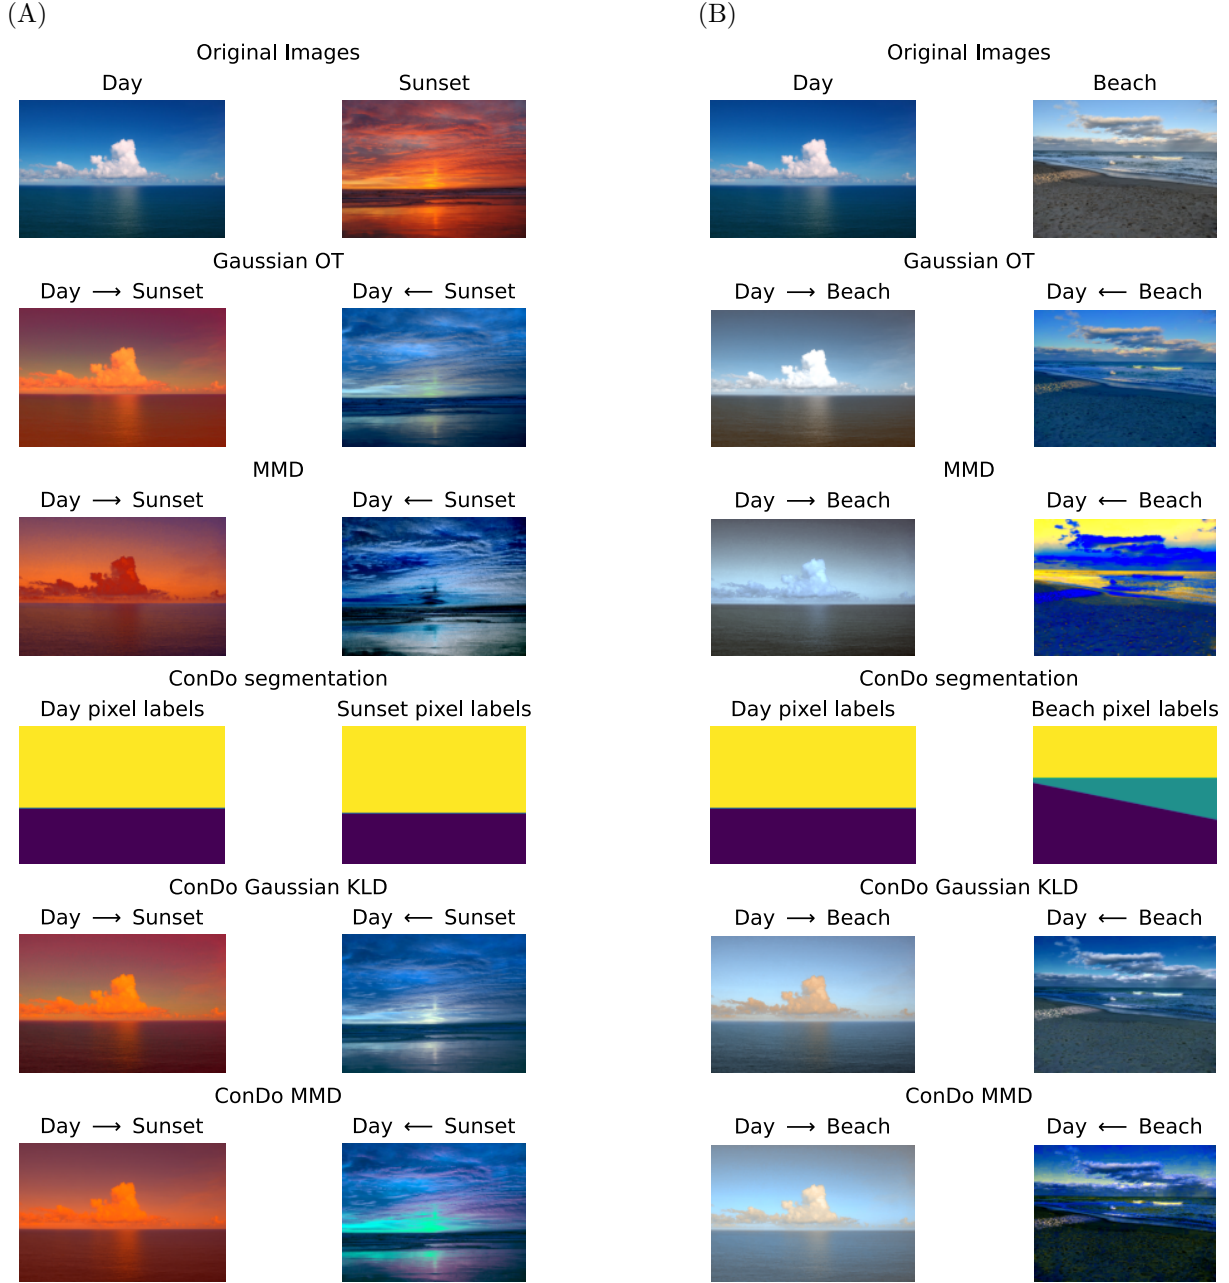 (A)
Original Images
Day Sunset
Gaussian OT
Day ⟶ Sunset Day ⟵ Sunset
MMD
Day ⟶ Sunset Day ⟵ Sunset
ConDo segmentation
Day pixel labels Sunset pixel labels
ConDo Gaussian KLD
Day ⟶ Sunset Day ⟵ Sunset
ConDo MMD
Day ⟶ Sunset Day ⟵ Sunset
(B)
Original Images
Day Beach
Gaussian OT
Day ⟶ Beach Day ⟵ Beach
MMD
Day ⟶ Beach Day ⟵ Beach
ConDo segmentation
Day pixel labels Beach pixel labels
ConDo Gaussian KLD
Day ⟶ Beach Day ⟵ Beach
ConDo MMD
Day ⟶ Beach Day ⟵ Beach